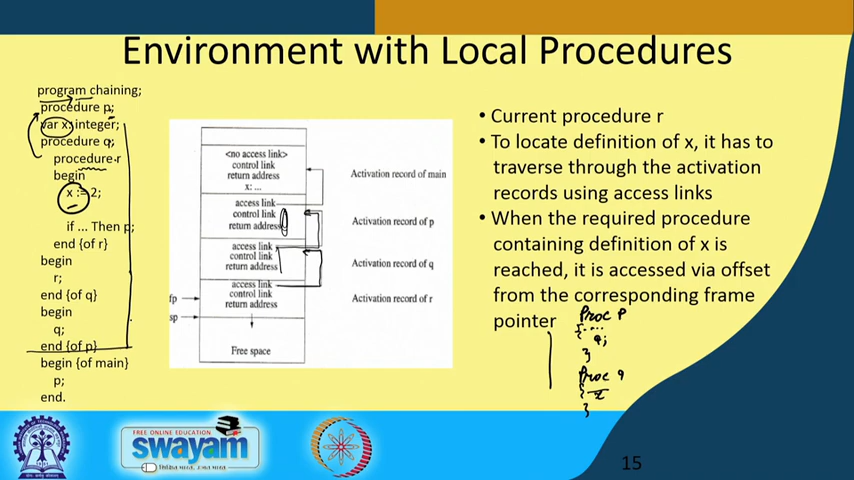 Environment with Local Procedures
program chaining;
procedure p;
var x: integer;
procedure q;
procedure r
begin
x := 2;
if ... Then p;
end {of r}
begin
r;
end {of q}
begin
q;
end {of p}
begin {of main}
p;
end.
<no access link>
control link
return address
x: ...
Activation record of main
access link
control link
return address
Activation record of p
access link
control link
return address
Activation record of q
access link
control link
return address
Activation record of r
fp
sp
Free space
• Current procedure r
• To locate definition of x, it has to
traverse through the activation
records using access links
• When the required procedure
containing definition of x is
reached, it is accessed via offset
from the corresponding frame
pointer
Proc P
{ ...
q;
}
Proc q
{
}
FREE ONLINE EDUCATION
swayam
15